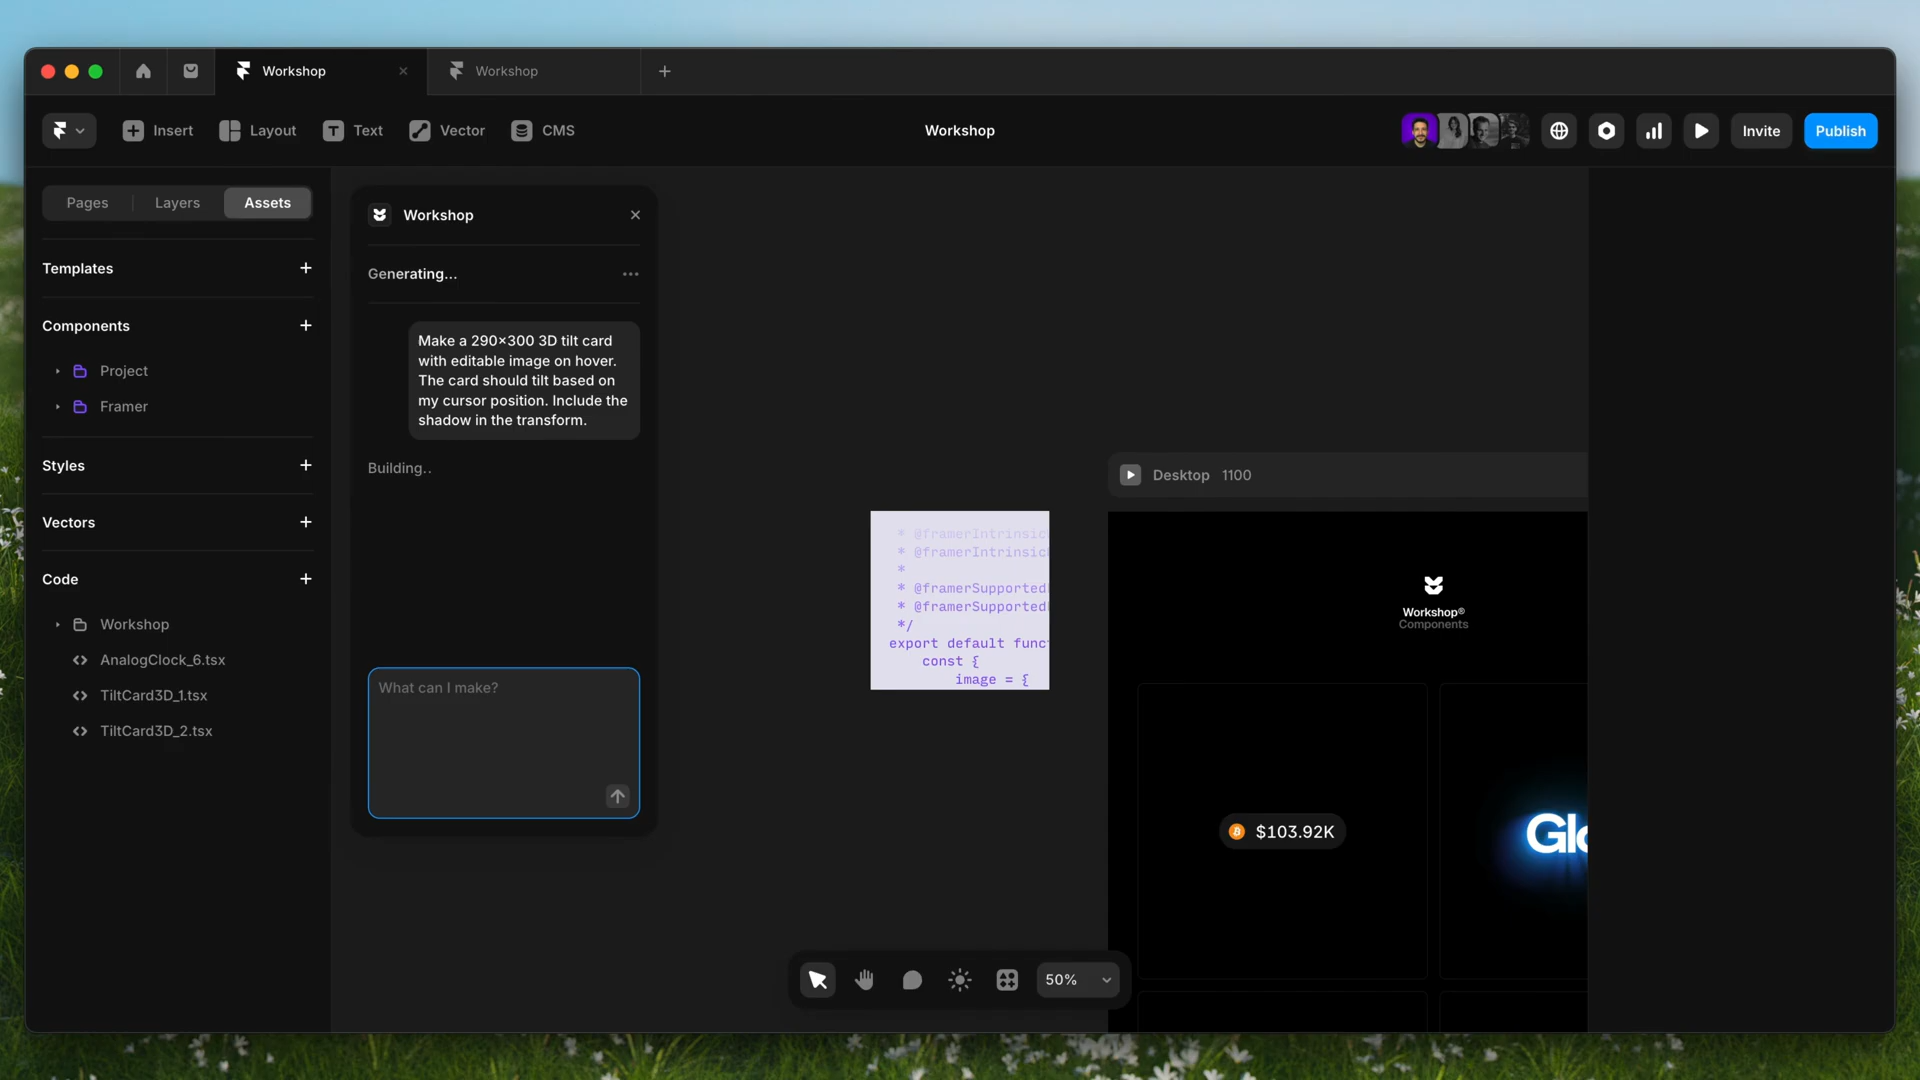 Workshop
Workshop
Insert
Layout
Text
Vector
CMS
Workshop
Invite
Publish
Pages
Layers
Assets
Templates
Components
Project
Framer
Styles
Vectors
Code
Workshop
AnalogClock_6.tsx
TiltCard3D_1.tsx
TiltCard3D_2.tsx
Workshop
Generating...
Make a 290×300 3D tilt card
with editable image on hover.
The card should tilt based on
my cursor position. Include the
shadow in the transform.
Building..
What can I make?
* @framerIntrinsic
* @framerIntrinsic
*
* @framerSupported
* @framerSupported
*/
export default func
const {
image = {
Desktop 1100
Workshop®
Components
$103.92K
Glo
50%